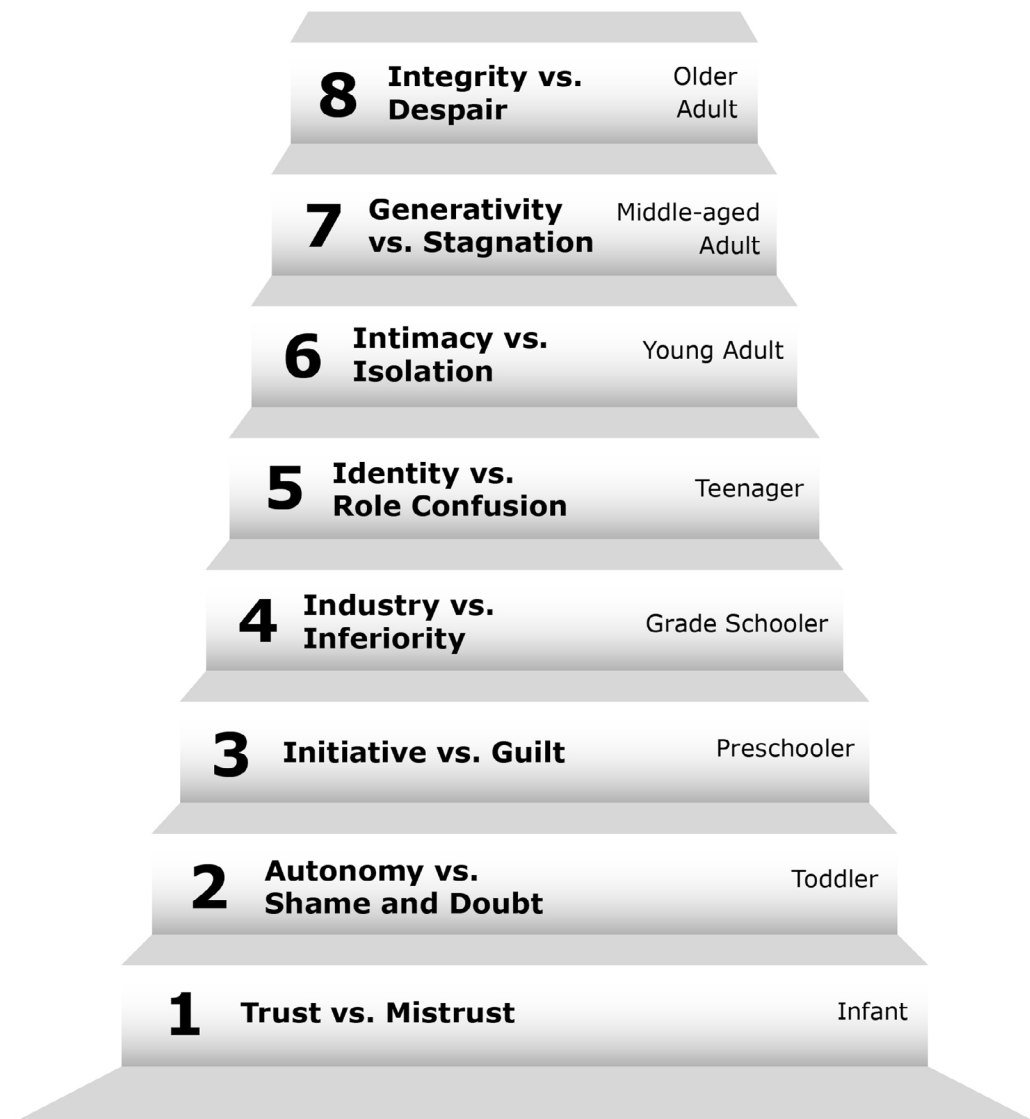 8 Integrity vs. Older
Despair Adult
7 Generativity Middle-aged
vs. Stagnation Adult
6 Intimacy vs. Young Adult
Isolation
5 Identity vs. Teenager
Role Confusion
4 Industry vs. Grade Schooler
Inferiority
3 Initiative vs. Guilt Preschooler
2 Autonomy vs. Toddler
Shame and Doubt
1 Trust vs. Mistrust Infant